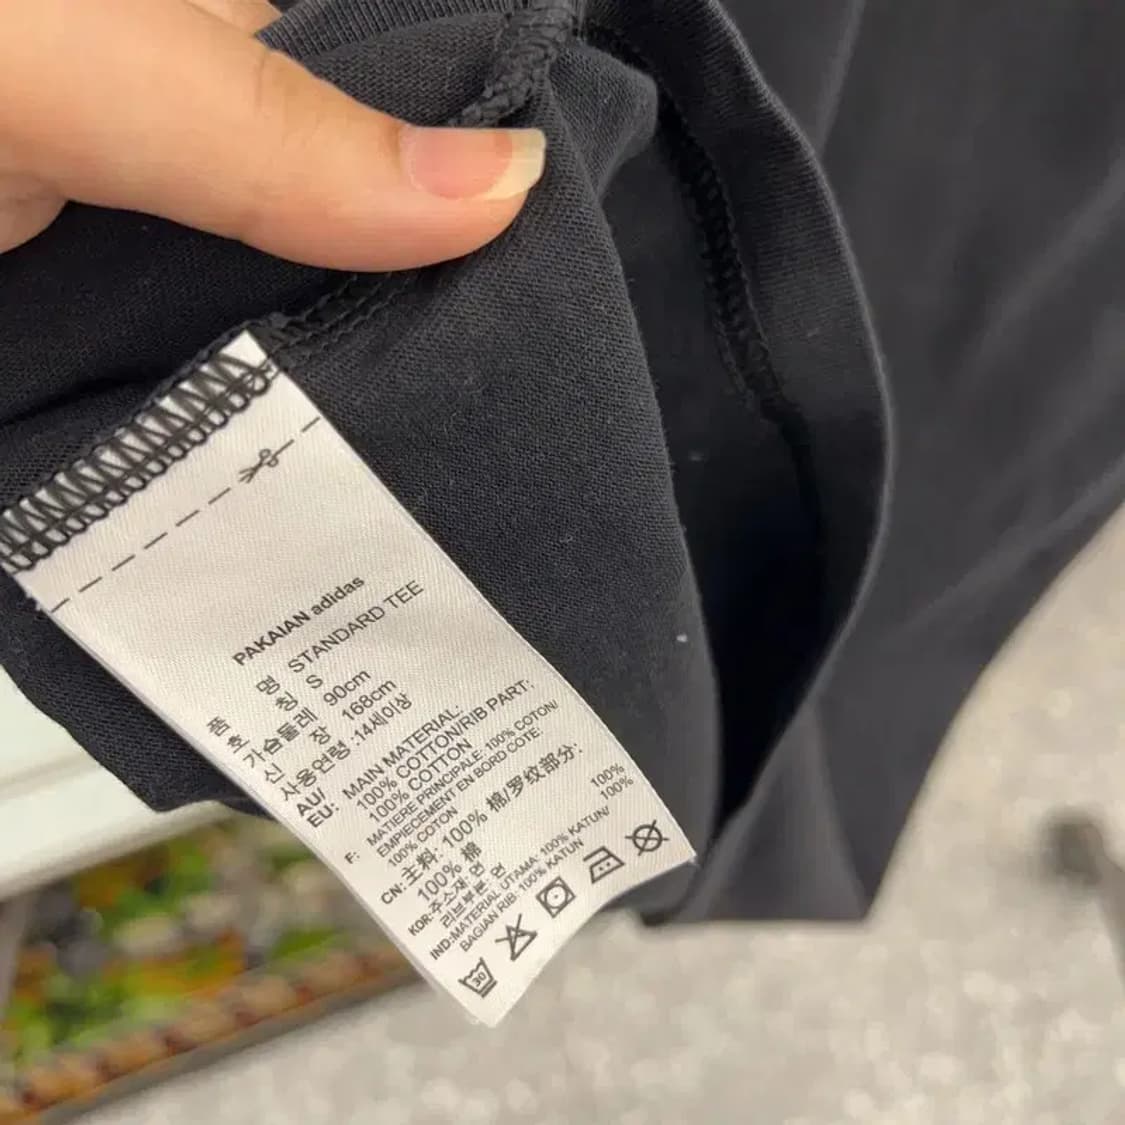 PAKAIAN adidas
품 명 STANDARD TEE
호 칭 S
가슴둘레 90cm
신 장 168cm
사용연령 :14세이상
AU/
EU: MAIN MATERIAL:
100% COTTON/RIB PART:
100% COTTON
F: MATIERE PRINCIPALE: 100% COTON/
EMPIECEMENT EN BORD COTE:
100% COTON
CN: 主料: 100% 棉/罗纹部分:
100% 棉
KOR: 주소재: 면 100%
리브부분: 면 100%
IND:MATERIAL UTAMA: 100% KATUN/
BAGIAN RIB: 100% KATUN
30